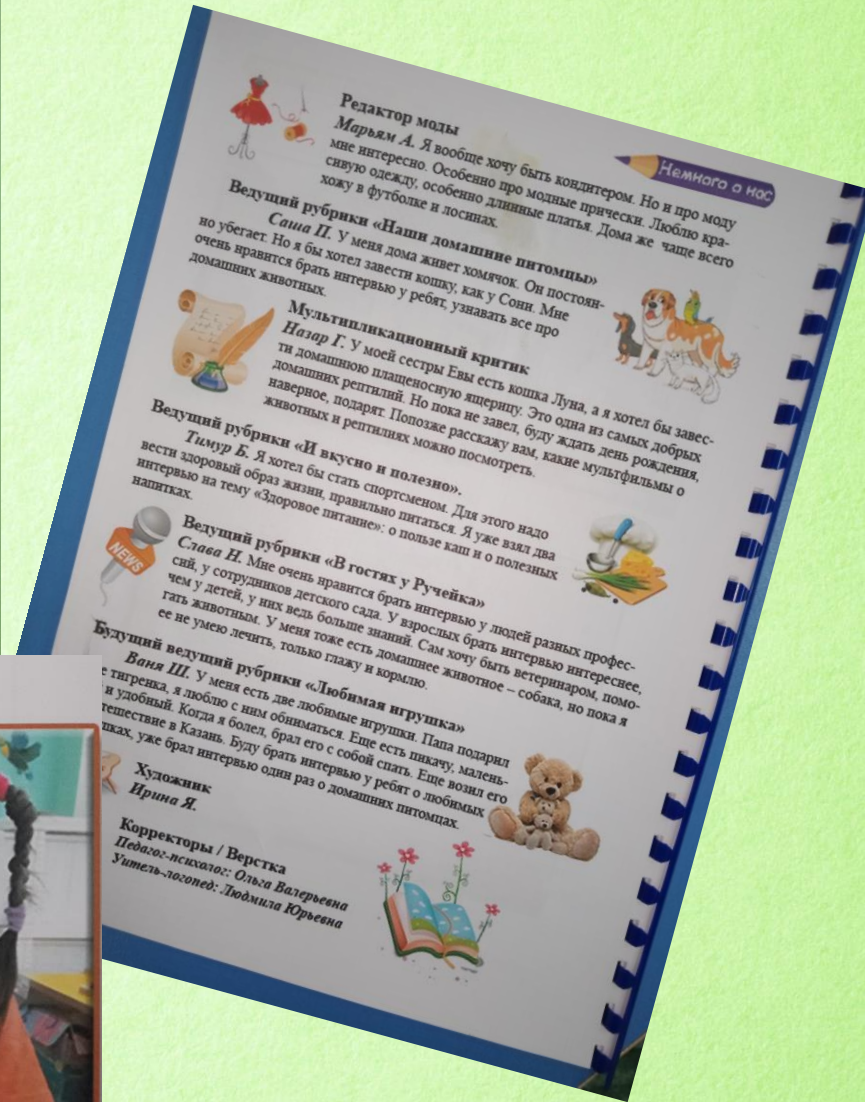 Немного о нас
Редактор моды
Марьям А. Я вообще хочу быть кондитером. Но и про моду
мне интересно. Особенно про модные прически. Люблю кра-
сивую одежду, особенно длинные платья. Дома же чаще всего
хожу в футболке и лосинах.
Ведущий рубрики «Наши домашние питомцы»
Саша П. У меня дома живет хомячок. Он постоян-
но убегает. Но я бы хотел завести кошку, как у Сони. Мне
очень нравится брать интервью у ребят, узнавать все про
домашних животных.
Мультипликационный критик
Назар Г. У моей сестры Евы есть кошка Луна, а я хотел бы завес-
ти домашнюю плащеносную ящерицу. Это одна из самых добрых
домашних рептилий. Но пока не завел, буду ждать день рождения,
наверное, подарят. Попозже расскажу вам, какие мультфильмы о
животных и рептилиях можно посмотреть.
Ведущий рубрики «И вкусно и полезно».
Тимур Б. Я хотел бы стать спортсменом. Для этого надо
вести здоровый образ жизни, правильно питаться. Я уже взял два
интервью на тему «Здоровое питание»: о пользе каш и о полезных
напитках.
NEWS
Ведущий рубрики «В гостях у Ручейка»
Слава Н. Мне очень нравится брать интервью у людей разных профес-
сий, у сотрудников детского сада. У взрослых брать интервью интереснее,
чем у детей, у них ведь больше знаний. Сам хочу быть ветеринаром, помо-
гать животным. У меня тоже есть домашнее животное – собака, но пока я
ее не умею лечить, только глажу и кормлю.
Будущий ведущий рубрики «Любимая игрушка»
Ваня Ш. У меня есть две любимые игрушки. Папа подарил
е тигренка, я люблю с ним обниматься. Еще есть пикачу, малень-
и удобный. Когда я болел, брал его с собой спать. Еще возил его
тешествие в Казань. Буду брать интервью у ребят о любимых
шках, уже брал интервью один раз о домашних питомцах.
Художник
Ирина Я.
Корректоры / Верстка
Педагог-психолог: Ольга Валерьевна
Уитель-логопед: Людмила Юрьевна